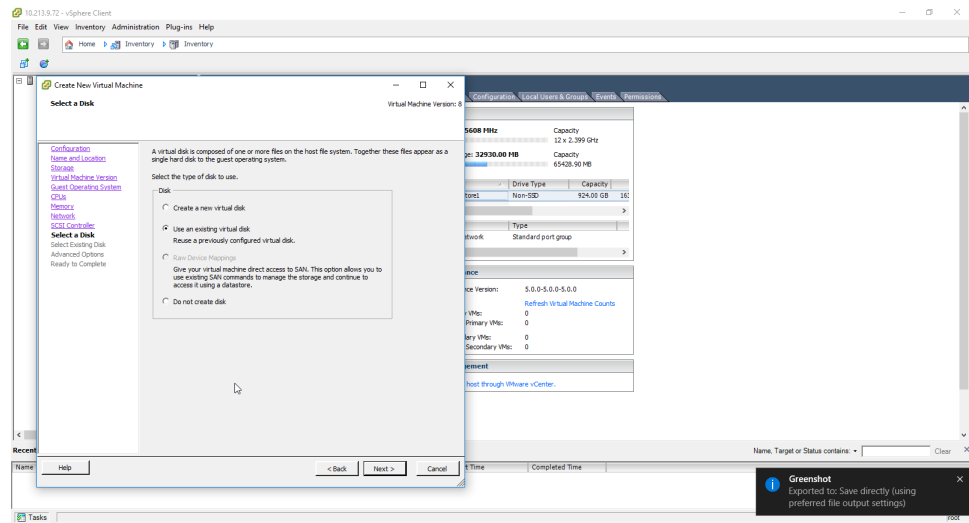 10.213.9.72 - vSphere Client
File Edit View Inventory Administration Plug-ins Help
Home Inventory Inventory
Create New Virtual Machine
Select a Disk
Virtual Machine Version: 8
Configuration
Name and Location
Storage
Virtual Machine Version
Guest Operating System
CPUs
Memory
Network
SCSI Controller
Select a Disk
Select Existing Disk
Advanced Options
Ready to Complete
A virtual disk is composed of one or more files on the host file system. Together these files appear as a
single hard disk to the guest operating system.
Select the type of disk to use.
Disk
Create a new virtual disk
Use an existing virtual disk
Reuse a previously configured virtual disk.
Raw Device Mappings
Give your virtual machine direct access to SAN. This option allows you to
use existing SAN commands to manage the storage and continue to
access it using a datastore.
Do not create disk
Help < Back Next > Cancel
Configuration Local Users & Groups Events Permissions
5608 MHz Capacity
12 x 2.399 GHz
ge: 32930.00 MB Capacity
65428.90 MB
Drive Type Capacity
tore1 Non-SSD 924.00 GB 163
Type
etwork Standard port group
ance
nce Version: 5.0.0-5.0.0-5.0.0
Refresh Virtual Machine Counts
y VMs: 0
Primary VMs: 0
dary VMs: 0
Secondary VMs: 0
gement
host through VMware vCenter.
Recent
Name, Target or Status contains: Clear
Name
t Time Completed Time
Greenshot
Exported to: Save directly (using
preferred file output settings)
Tasks
root